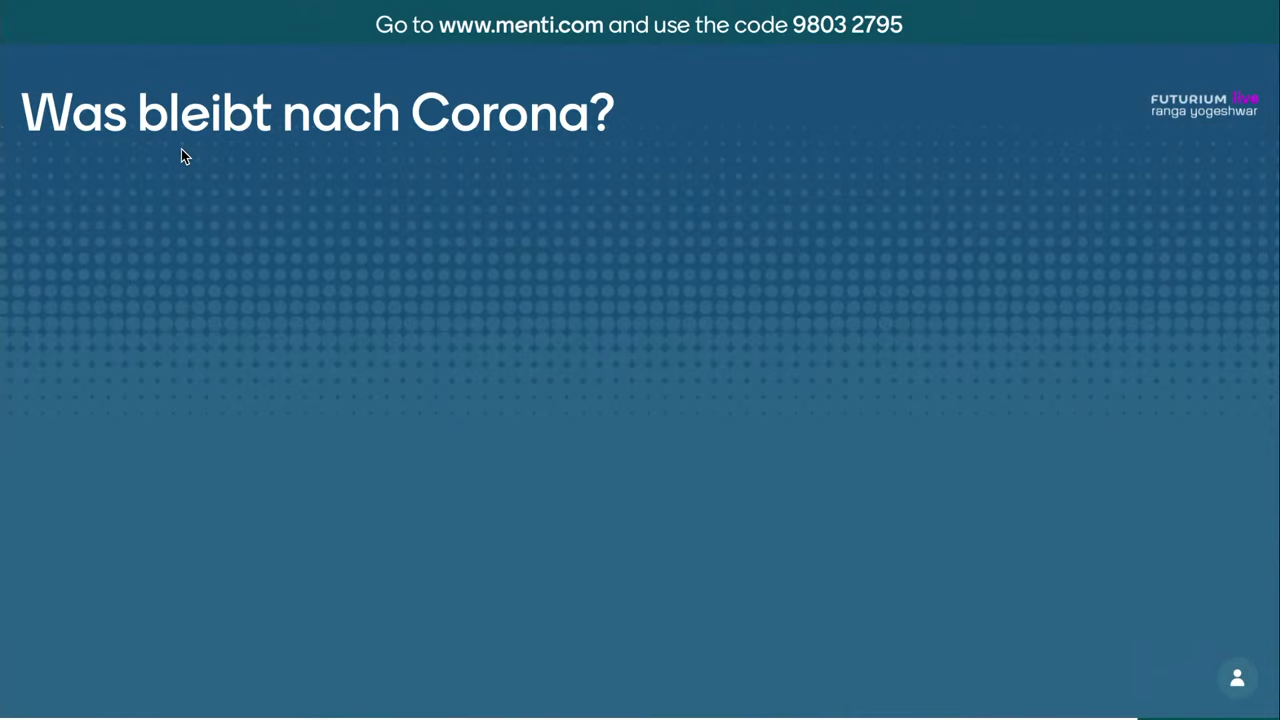 Go to www.menti.com and use the code 9803 2795
Was bleibt nach Corona?
FUTURIUM live
ranga yogeshwar